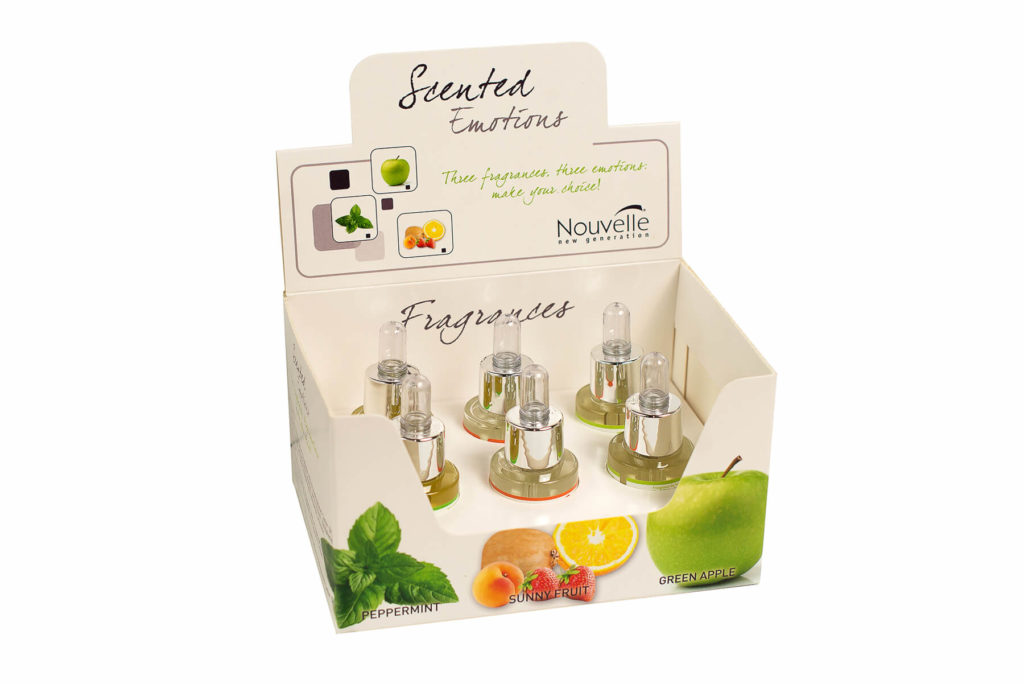 Scented
Emotions
Three fragrances, three emotions:
make your choice!
Nouvelle
new generation
Fragrances
PEPPERMINT
SUNNY FRUIT
GREEN APPLE